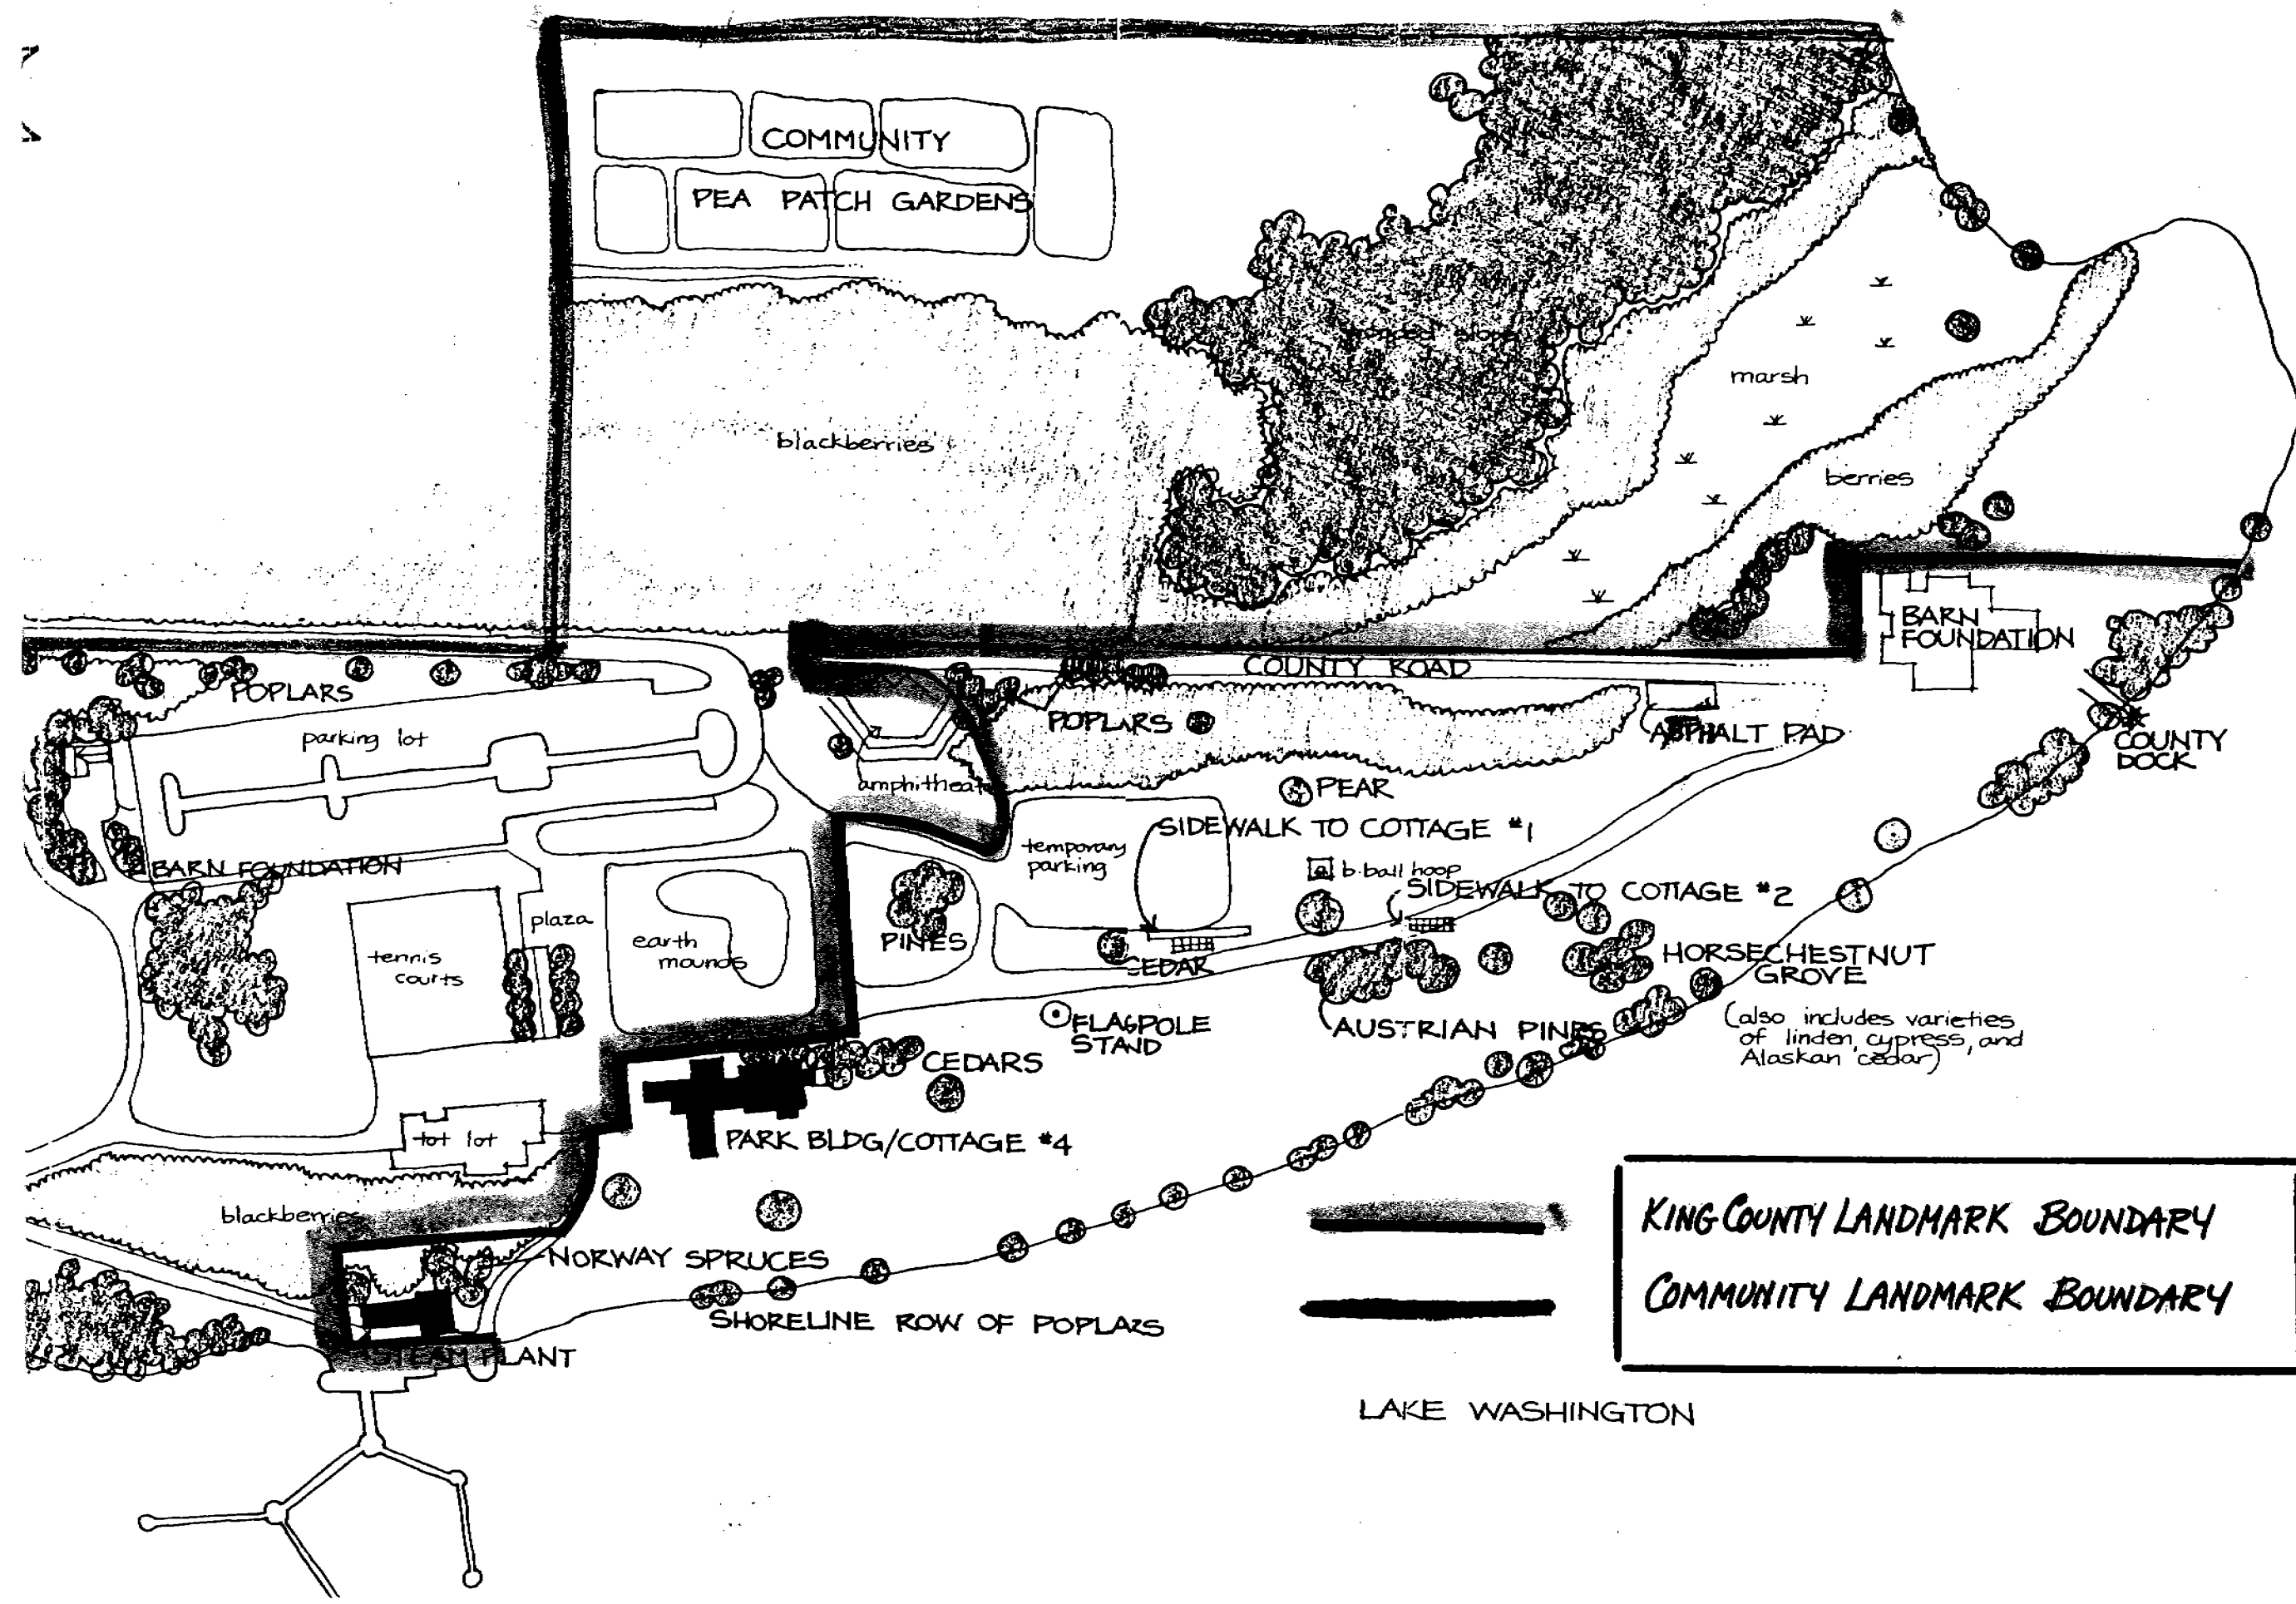 COMMUNITY
PEA PATCH GARDENS
marsh
blackberries
berries
BARN
FOUNDATION
COUNTY ROAD
POPLARS
POPLARS
ASPHALT PAD
COUNTY
DOCK
parking lot
amphitheat
PEAR
SIDEWALK TO COTTAGE #1
temporary
parking
b.ball hoop
BARN FOUNDATION
SIDEWALK TO COTTAGE #2
plaza
earth
mounds
PINES
CEDAR
tennis
courts
HORSECHESTNUT
GROVE
FLAGPOLE
STAND
AUSTRIAN PINES
(also includes varieties
of linden, cypress, and
Alaskan cedar)
CEDARS
tot lot
PARK BLDG/COTTAGE #4
blackberries
KING COUNTY LANDMARK BOUNDARY
NORWAY SPRUCES
COMMUNITY LANDMARK BOUNDARY
SHORELINE ROW OF POPLARS
STEAM PLANT
LAKE WASHINGTON